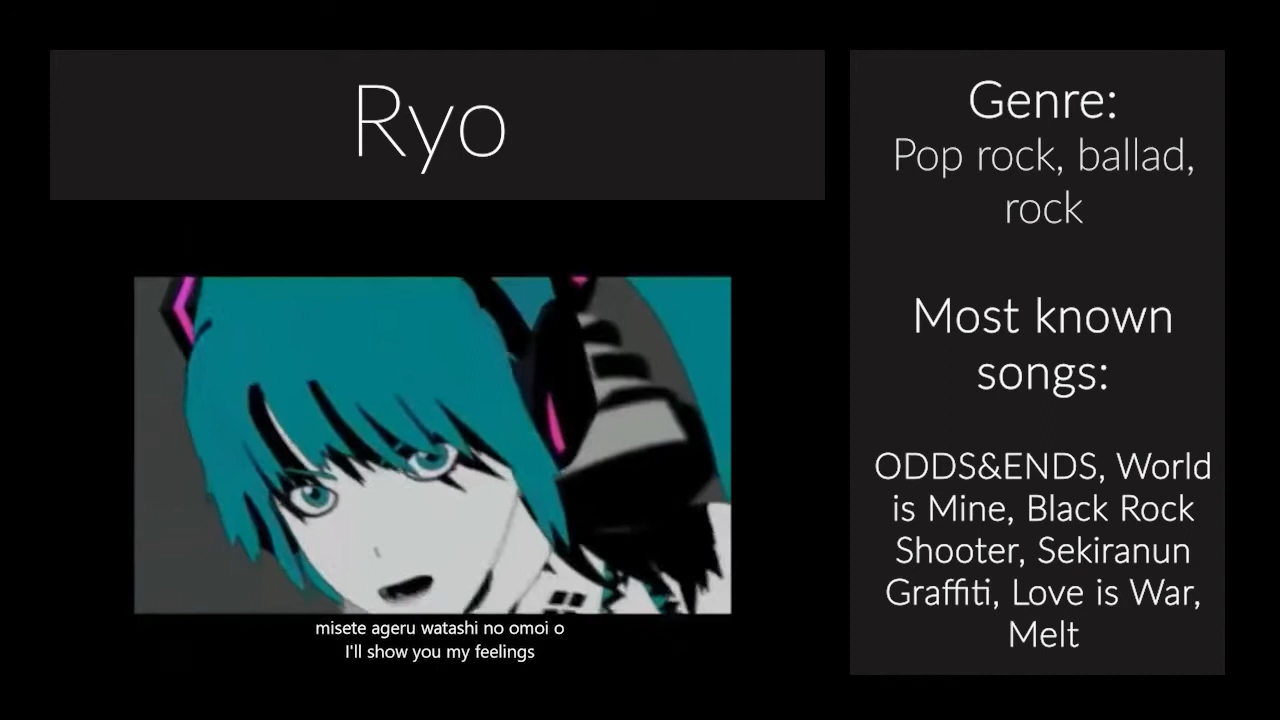 Ryo
misete ageru watashi no omoi o
I'll show you my feelings
Genre:
Pop rock, ballad,
rock
Most known
songs:
ODDS&ENDS, World
is Mine, Black Rock
Shooter, Sekiranun
Graffiti, Love is War,
Melt